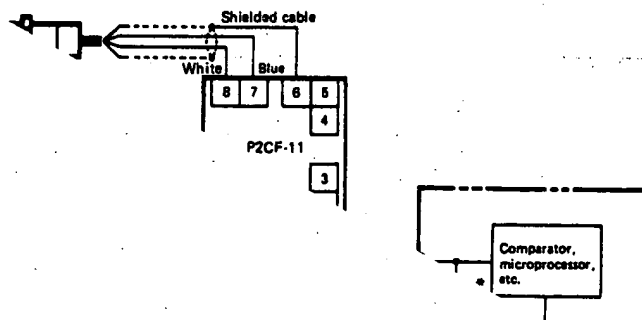 Shielded cable
White Blue
8 7 6 5
4
P2CF-11
3
Comparator,
microprocessor,
*
etc.